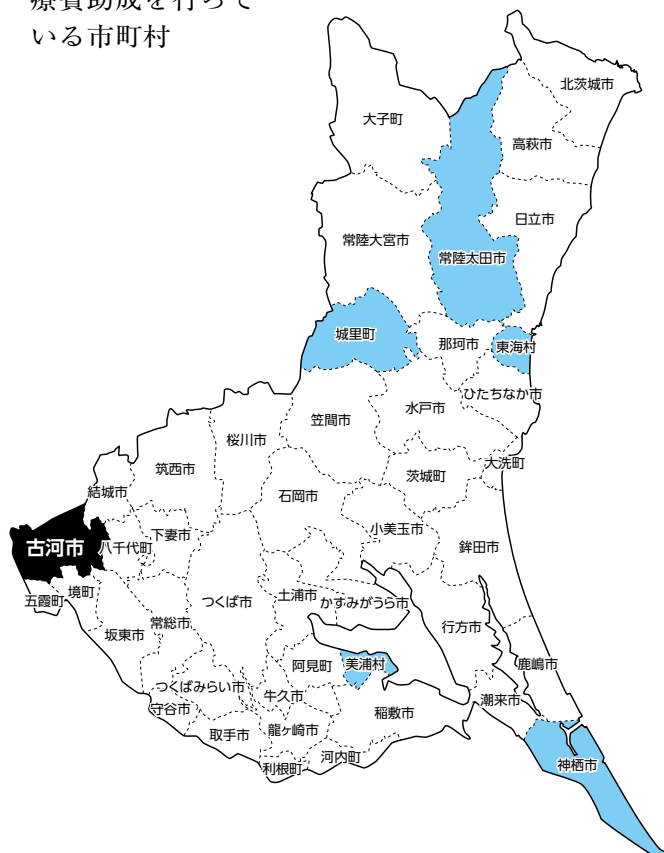 療費助成を行って
いる市町村
北茨城市
大子町
高萩市
日立市
常陸大宮市
常陸太田市
城里町
那珂市
東海村
ひたちなか市
笠間市
水戸市
桜川市
筑西市
大洗町
茨城町
結城市
石岡市
小美玉市
下妻市
古河市
八千代町
鉾田市
境町
五霞町
つくば市
土浦市
かすみがうら市
常総市
坂東市
行方市
阿見町
美浦村
鹿嶋市
つくばみらい市
牛久市
潮来市
守谷市
稲敷市
取手市
龍ヶ崎市
河内町
利根町
神栖市